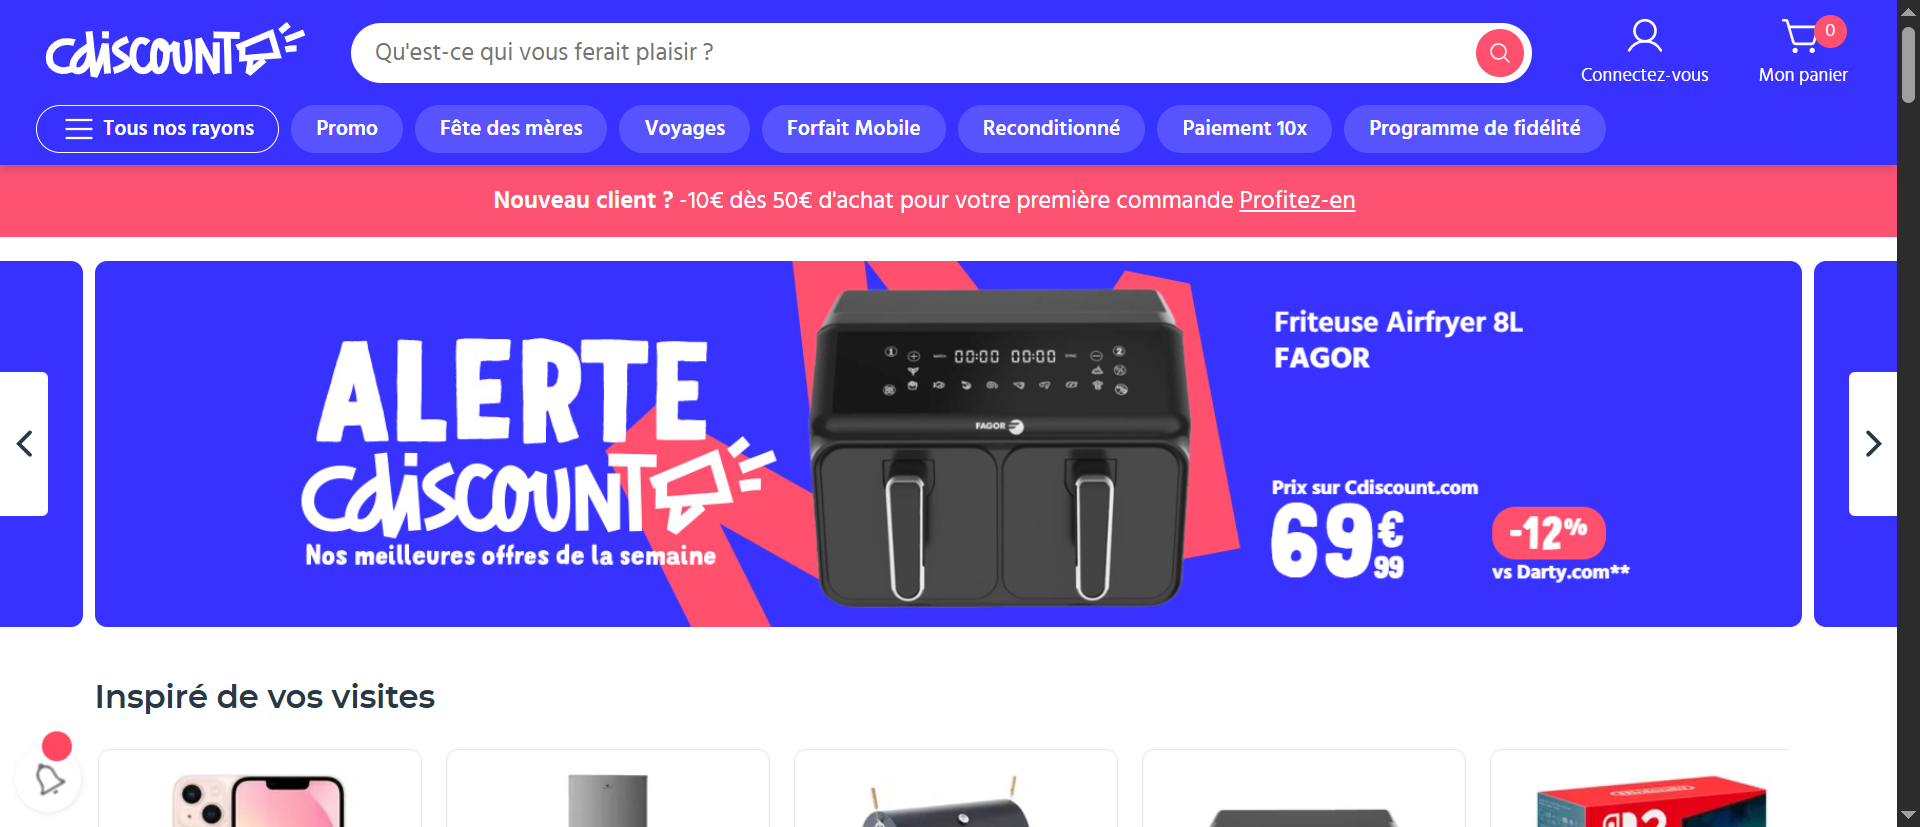 cdiscount
Qu'est-ce qui vous ferait plaisir ?
Connectez-vous
0
Mon panier
Tous nos rayons
Promo
Fête des mères
Voyages
Forfait Mobile
Reconditionné
Paiement 10x
Programme de fidélité
Nouveau client ? -10€ dès 50€ d'achat pour votre première commande Profitez-en
ALERTE
cdiscount
Nos meilleures offres de la semaine
1
00:00 00:00
2
FAGOR
Friteuse Airfryer 8L
FAGOR
Prix sur Cdiscount.com
69€99
-12%
vs Darty.com**
Inspiré de vos visites